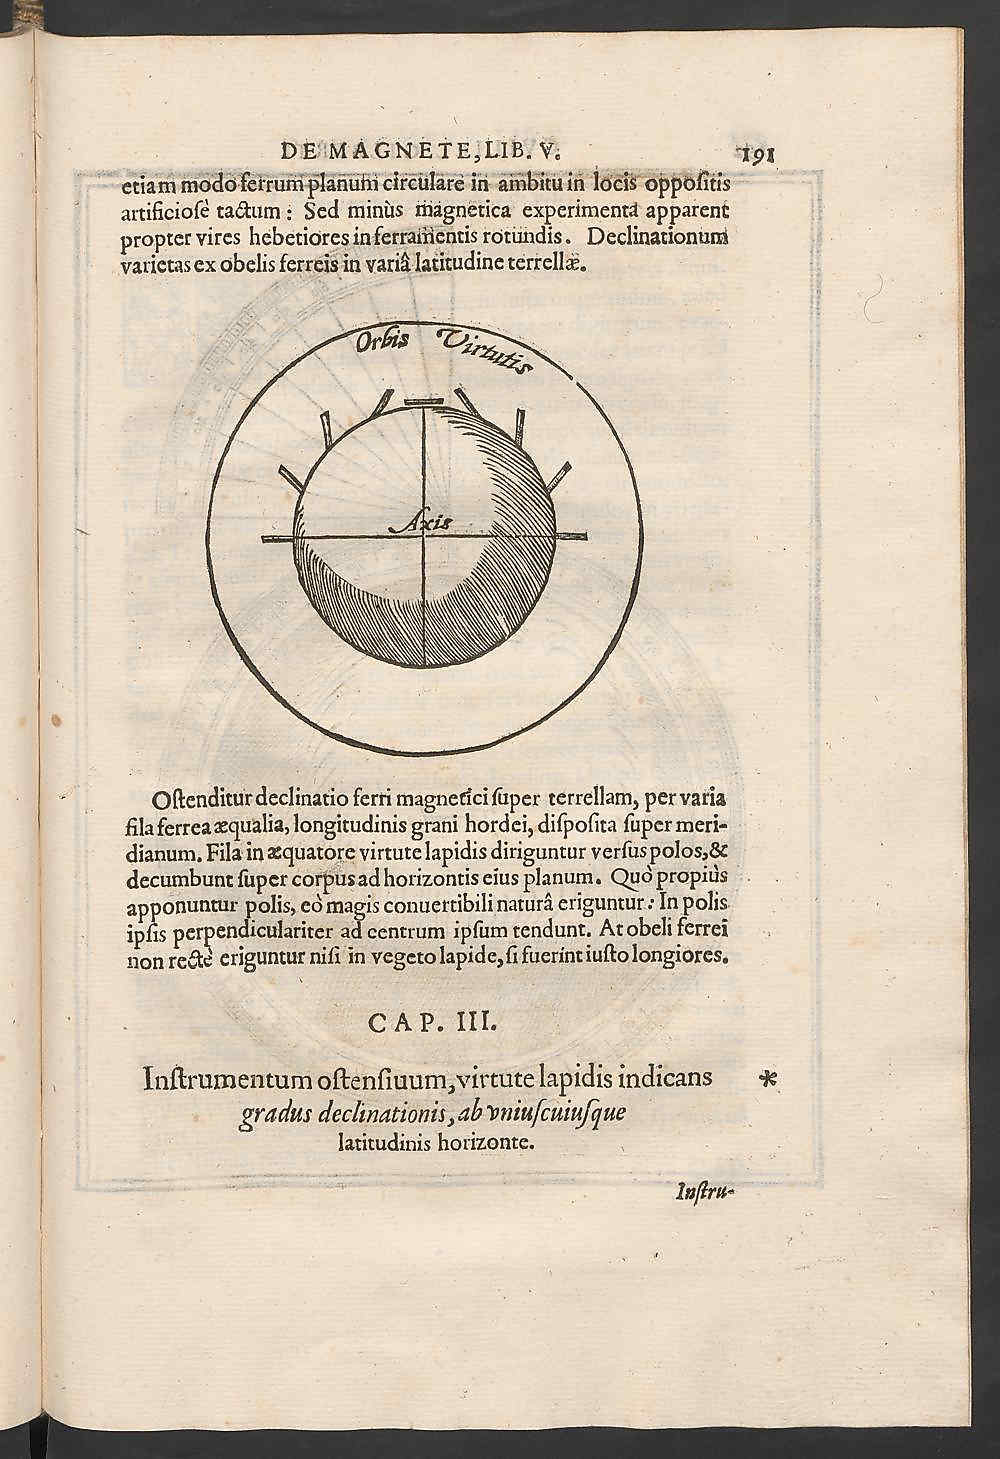 DE MAGNETE, LIB. V. 191
etiam modo ferrum planum circulare in ambitu in locis oppoſitis
artificioſè tactum : Sed minùs magnetica experimenta apparent
propter vires hebetiores in ferramentis rotundis. Declinationum
varietas ex obelis ferreis in variâ latitudine terrellæ.
Orbis Virtutis
Axis
Oſtenditur declinatio ferri magnetici ſuper terrellam, per varia
fila ferrea æqualia, longitudinis grani hordei, diſpoſita ſuper meri-
dianum. Fila in æquatore virtute lapidis diriguntur verſus polos, &
decumbunt ſuper corpus ad horizontis eius planum. Quò propiùs
apponuntur polis, eò magis conuertibili naturâ eriguntur : In polis
ipſis perpendiculariter ad centrum ipſum tendunt. At obeli ferrei
non rectè eriguntur niſi in vegeto lapide, ſi fuerint iuſto longiores.
CAP. III.
Inſtrumentum oſtenſiuum, virtute lapidis indicans *
gradus declinationis, ab vniuſcuiuſque
latitudinis horizonte.
Inſtru-